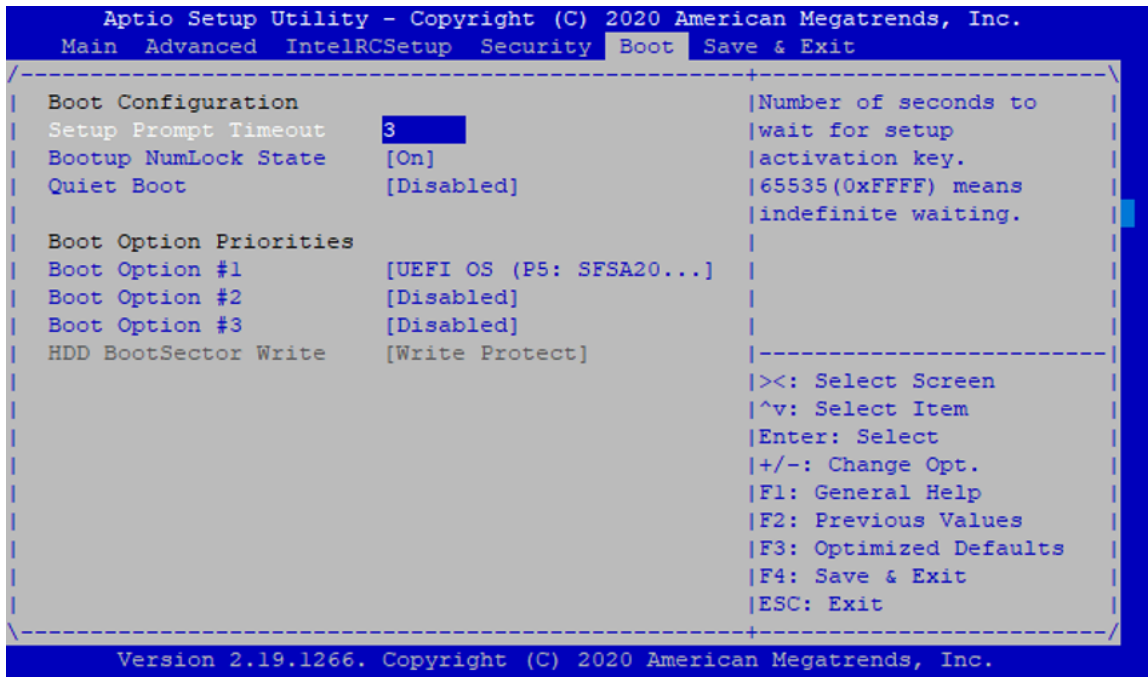 Aptio Setup Utility - Copyright (C) 2020 American Megatrends, Inc.
Main Advanced IntelRCSetup Security Boot Save & Exit
/----------------------------------------------------+-------------------------\
| Boot Configuration |Number of seconds to |
| Setup Prompt Timeout 3 |wait for setup |
| Bootup NumLock State [On] |activation key. |
| Quiet Boot [Disabled] |65535(0xFFFF) means |
| |indefinite waiting. |
| Boot Option Priorities | |
| Boot Option #1 [UEFI OS (P5: SFSA20...] | |
| Boot Option #2 [Disabled] | |
| Boot Option #3 [Disabled] | |
| HDD BootSector Write [Write Protect] |-------------------------|
| |><: Select Screen |
| |^v: Select Item |
| |Enter: Select |
| |+/-: Change Opt. |
| |F1: General Help |
| |F2: Previous Values |
| |F3: Optimized Defaults |
| |F4: Save & Exit |
| |ESC: Exit |
\----------------------------------------------------+-------------------------/
Version 2.19.1266. Copyright (C) 2020 American Megatrends, Inc.